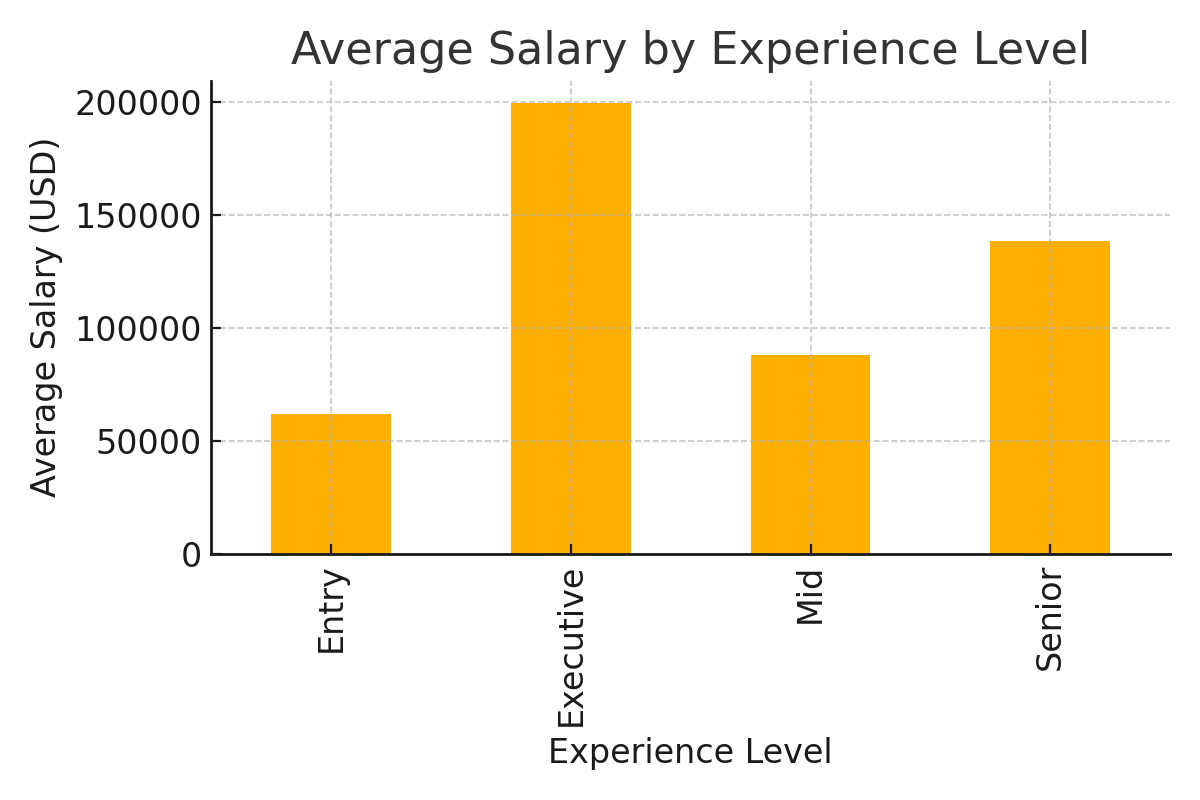 Average Salary by Experience Level
Average Salary (USD)
200000
150000
100000
50000
0
Entry
Executive
Mid
Senior
Experience Level